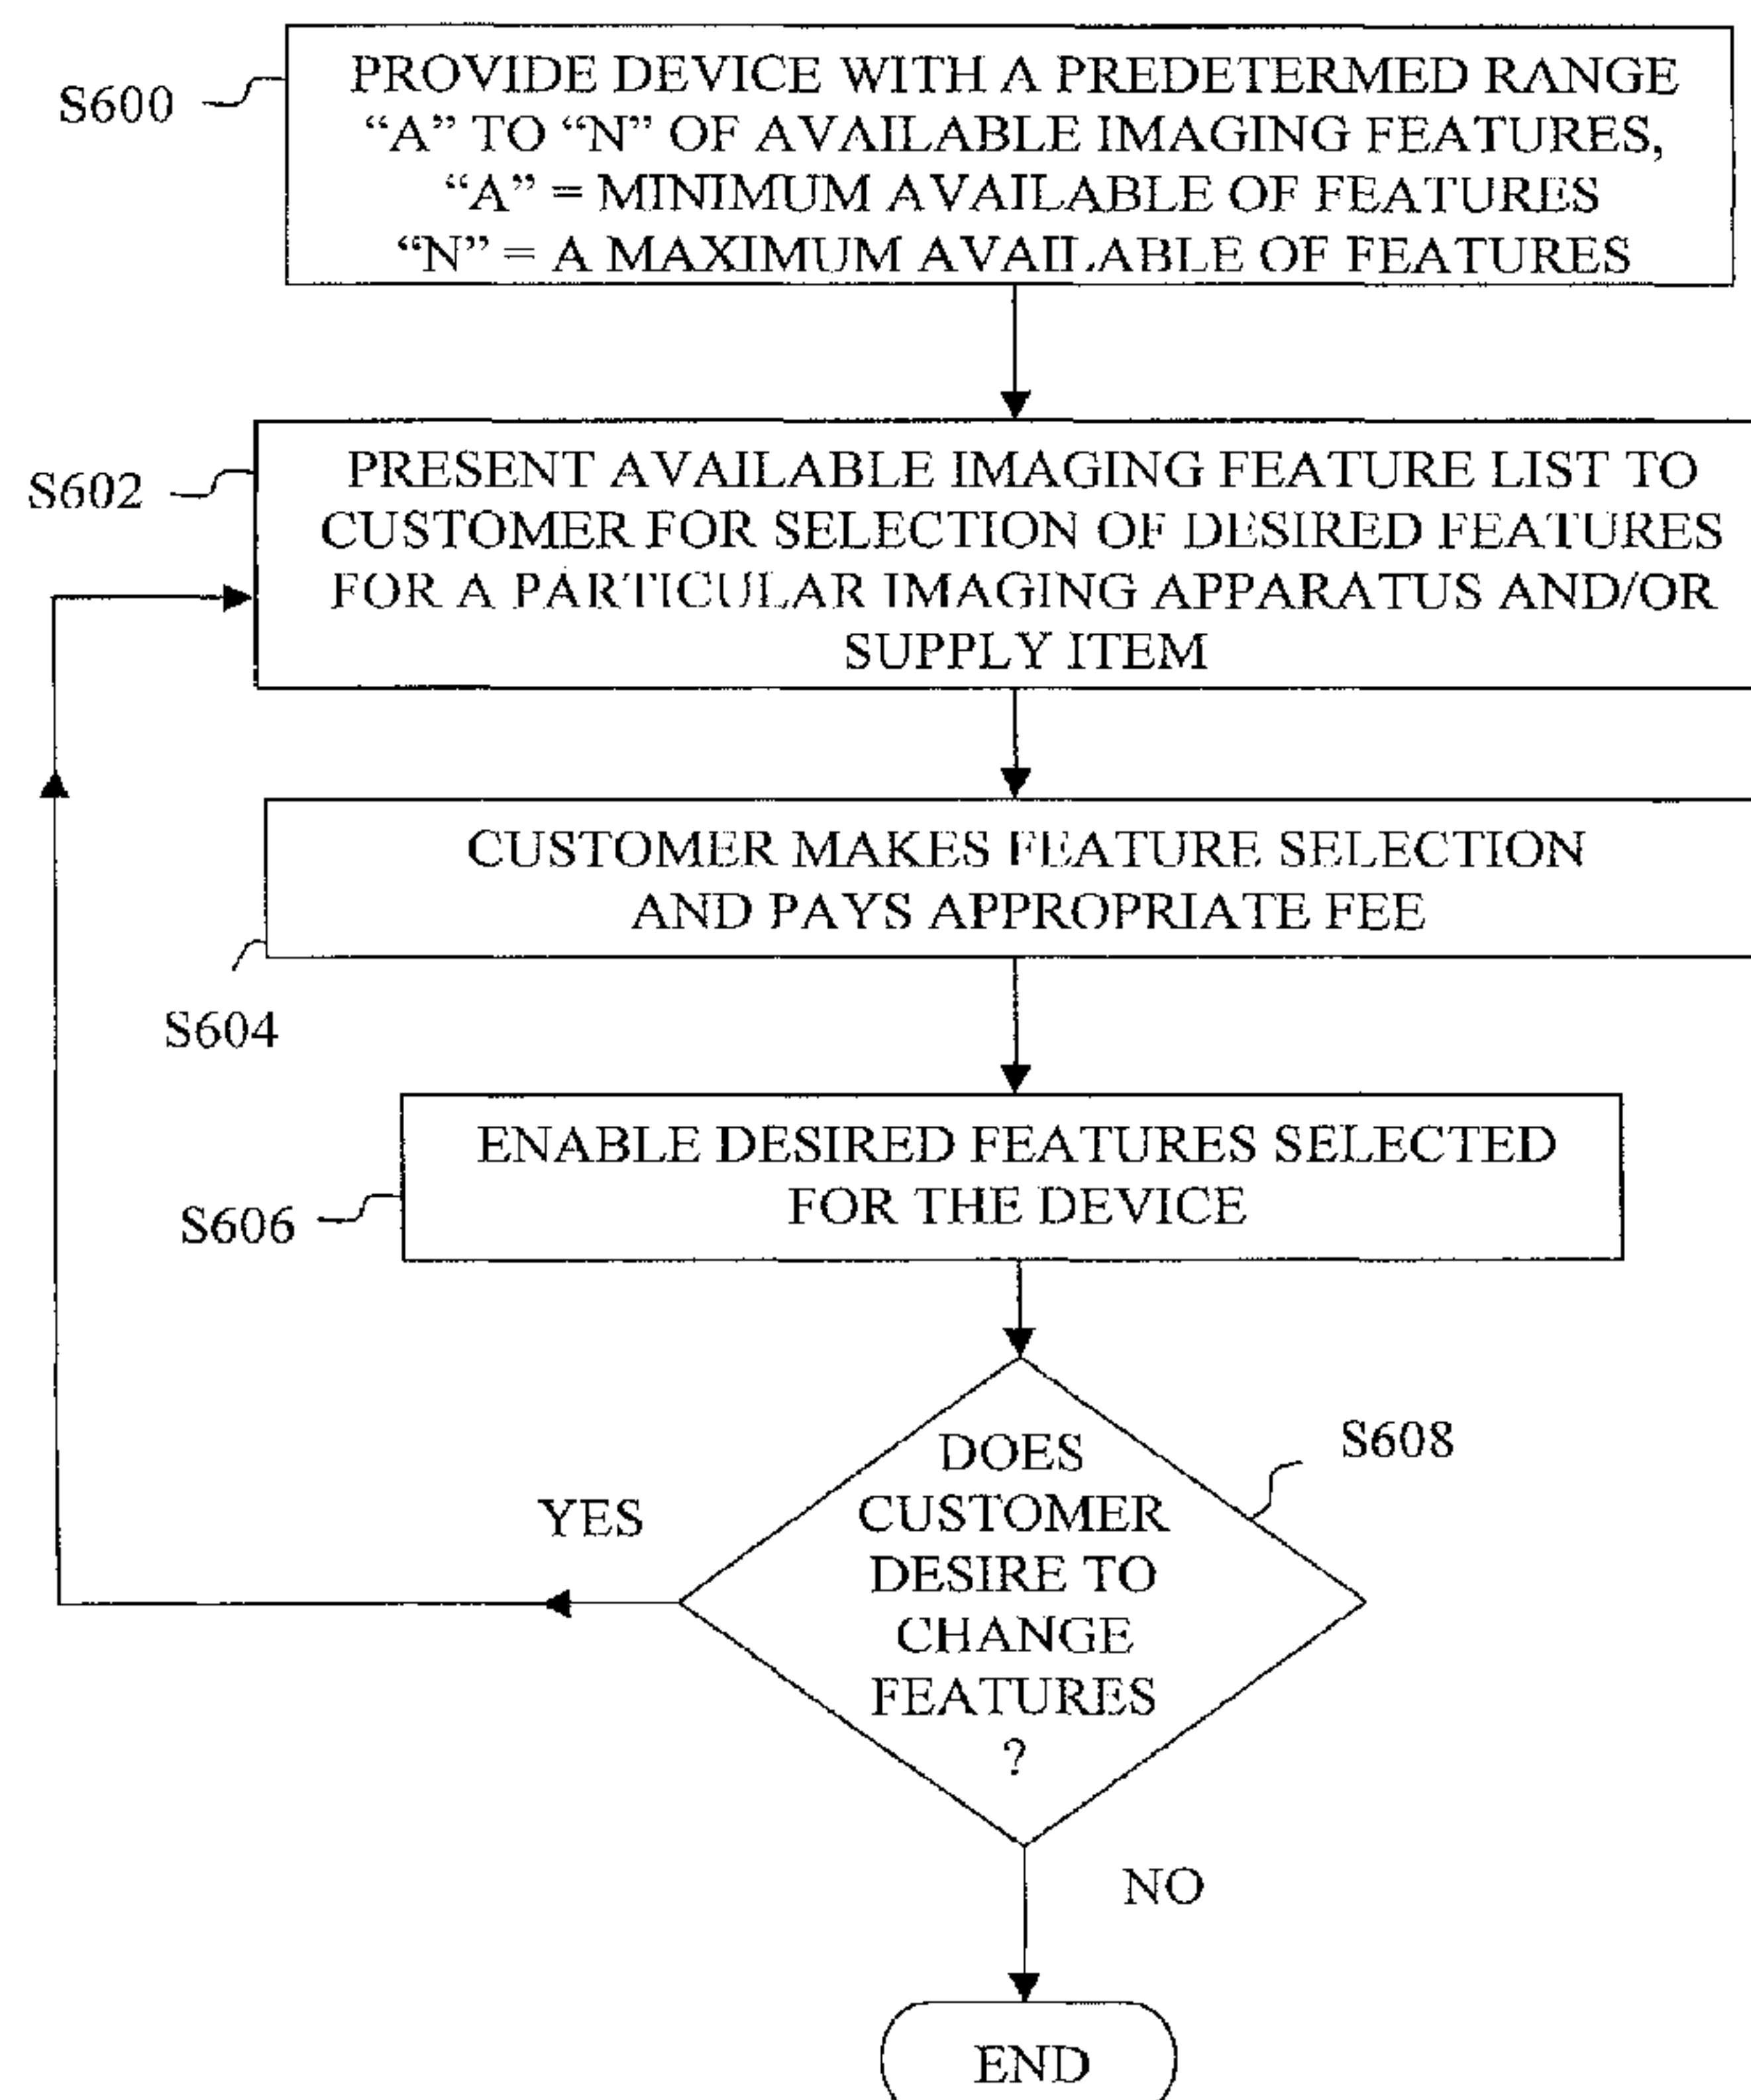 S600
PROVIDE DEVICE WITH A PREDETERMED RANGE
“A” TO “N” OF AVAILABLE IMAGING FEATURES,
“A” = MINIMUM AVAILABLE OF FEATURES
“N” = A MAXIMUM AVAILABLE OF FEATURES
S602
PRESENT AVAILABLE IMAGING FEATURE LIST TO
CUSTOMER FOR SELECTION OF DESIRED FEATURES
FOR A PARTICULAR IMAGING APPARATUS AND/OR
SUPPLY ITEM
CUSTOMER MAKES FEATURE SELECTION
AND PAYS APPROPRIATE FEE
S604
ENABLE DESIRED FEATURES SELECTED
FOR THE DEVICE
S606
DOES
CUSTOMER
DESIRE TO
CHANGE
FEATURES
?
S608
YES
NO
END